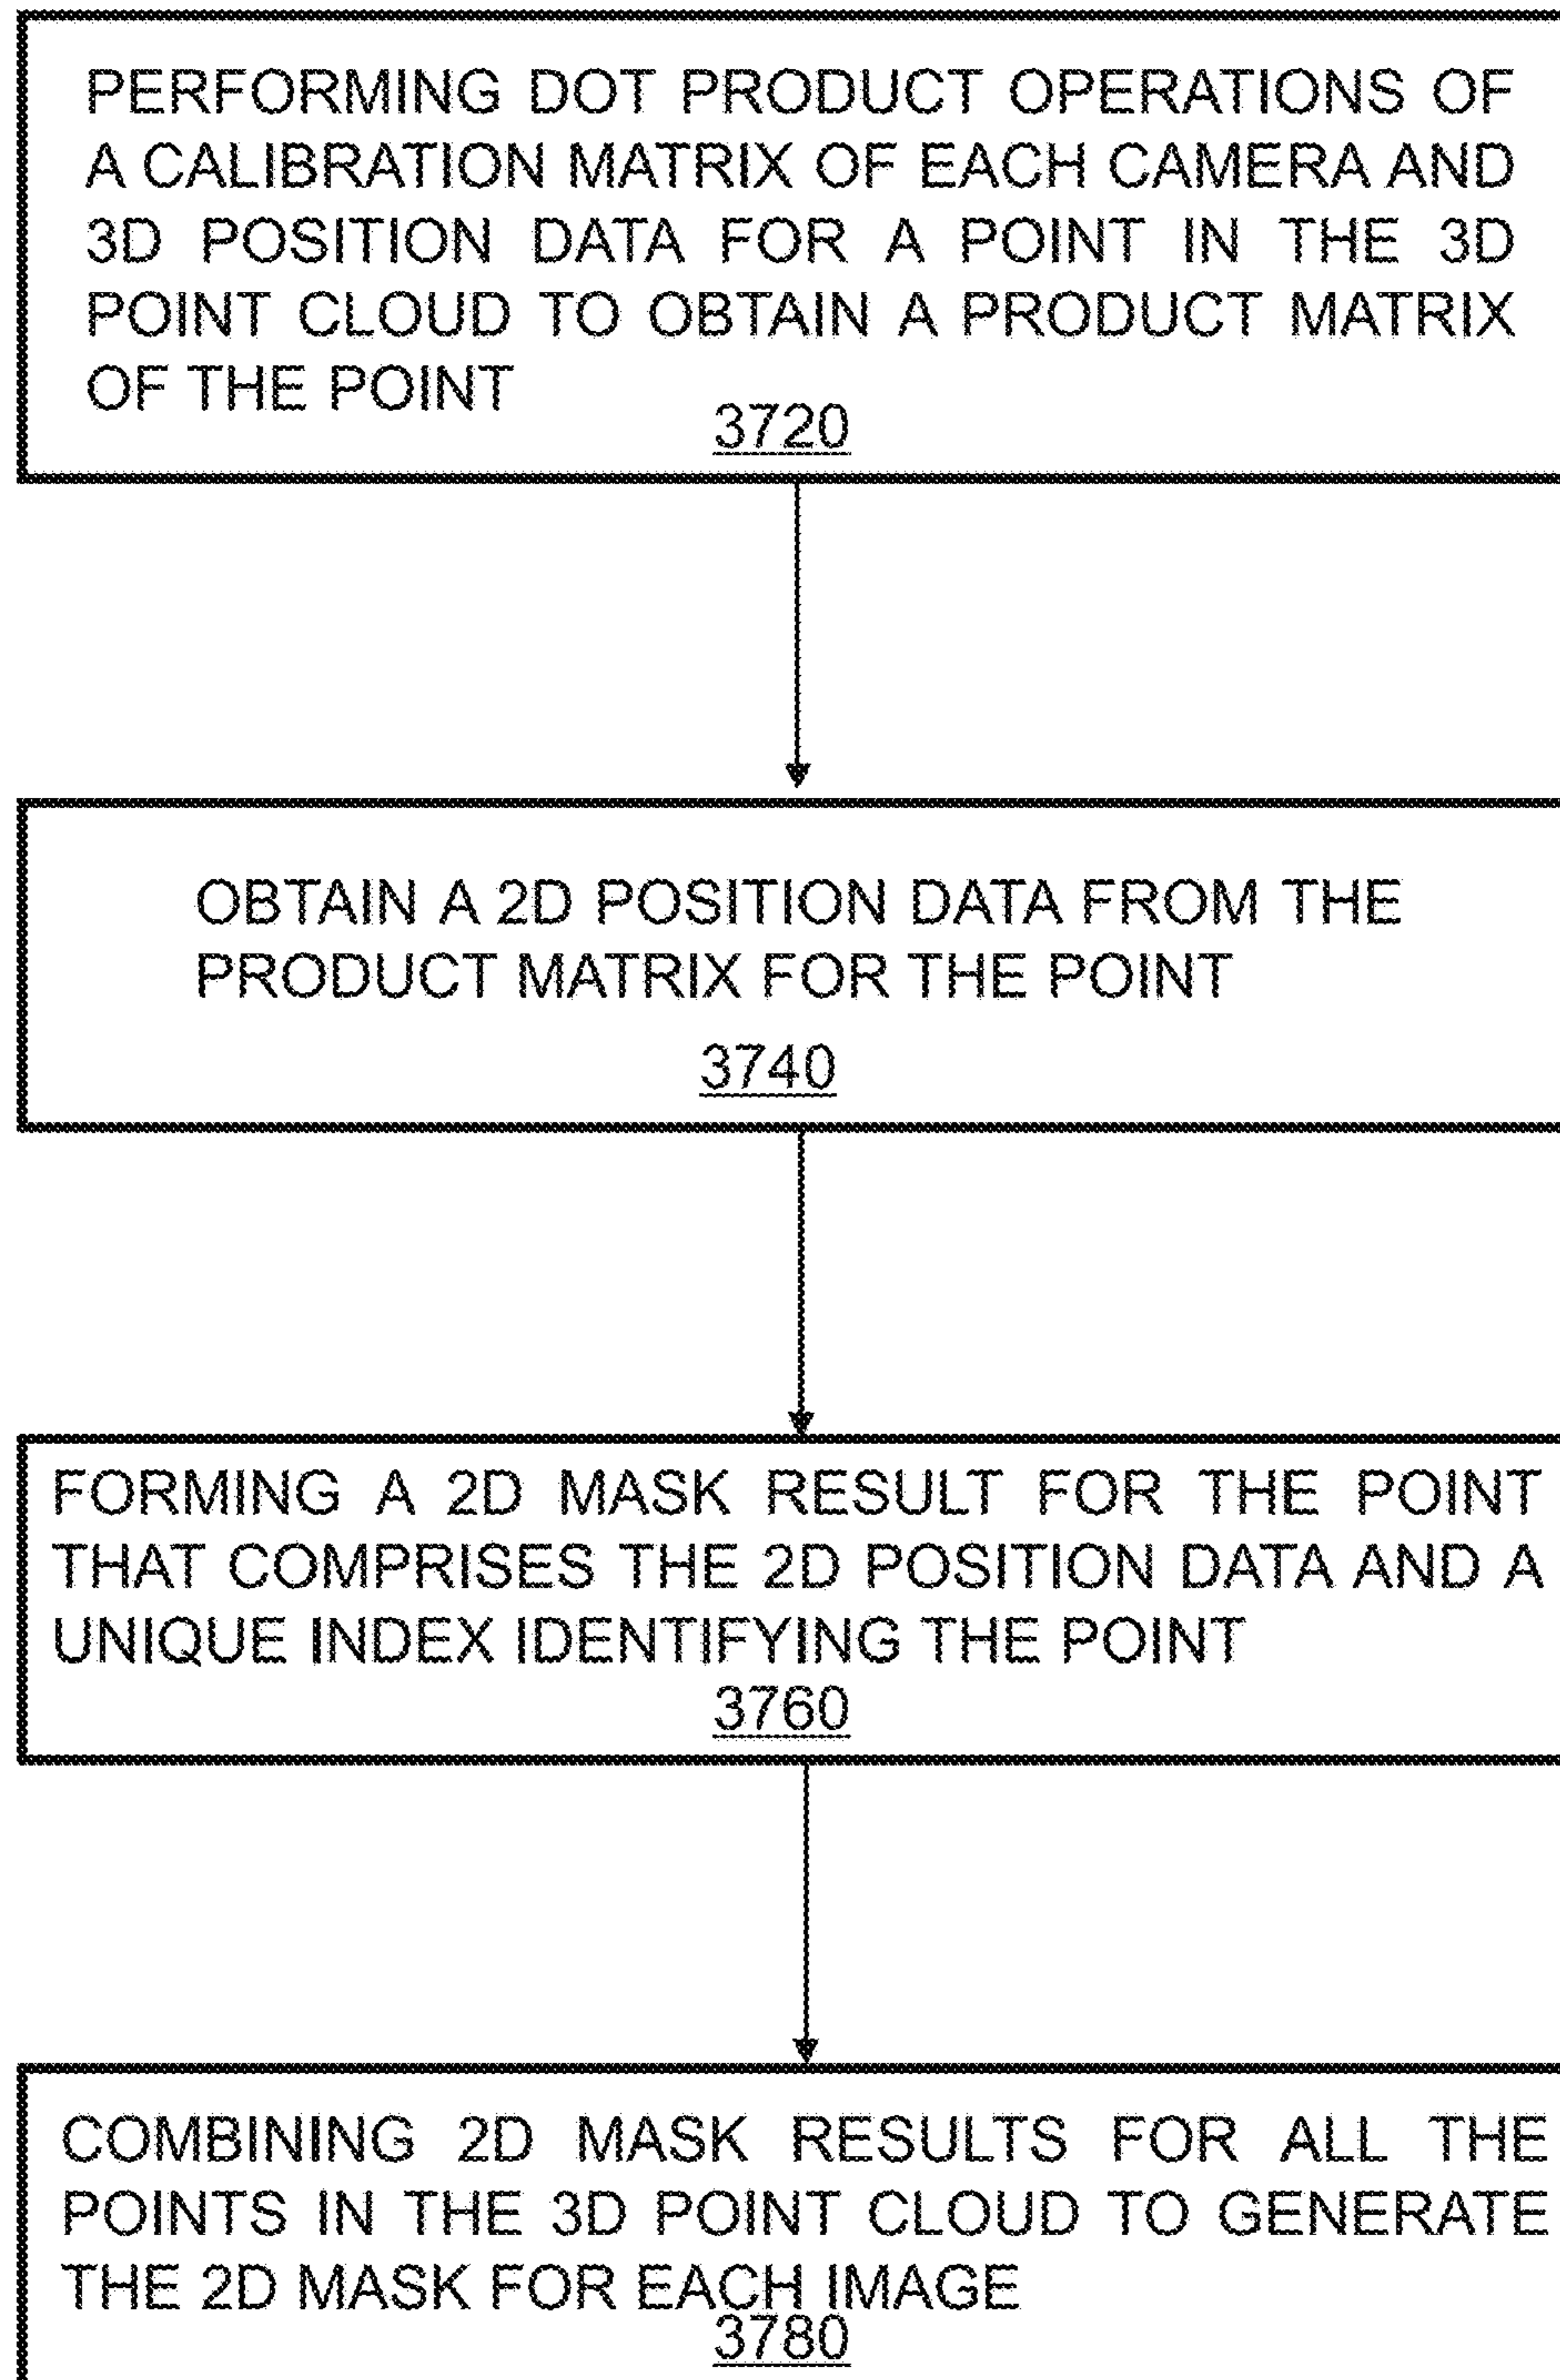 PERFORMING DOT PRODUCT OPERATIONS OF
A CALIBRATION MATRIX OF EACH CAMERA AND
3D POSITION DATA FOR A POINT IN THE 3D
POINT CLOUD TO OBTAIN A PRODUCT MATRIX
OF THE POINT
3720
OBTAIN A 2D POSITION DATA FROM THE
PRODUCT MATRIX FOR THE POINT
3740
FORMING A 2D MASK RESULT FOR THE POINT
THAT COMPRISES THE 2D POSITION DATA AND A
UNIQUE INDEX IDENTIFYING THE POINT
3760
COMBINING 2D MASK RESULTS FOR ALL THE
POINTS IN THE 3D POINT CLOUD TO GENERATE
THE 2D MASK FOR EACH IMAGE
3780